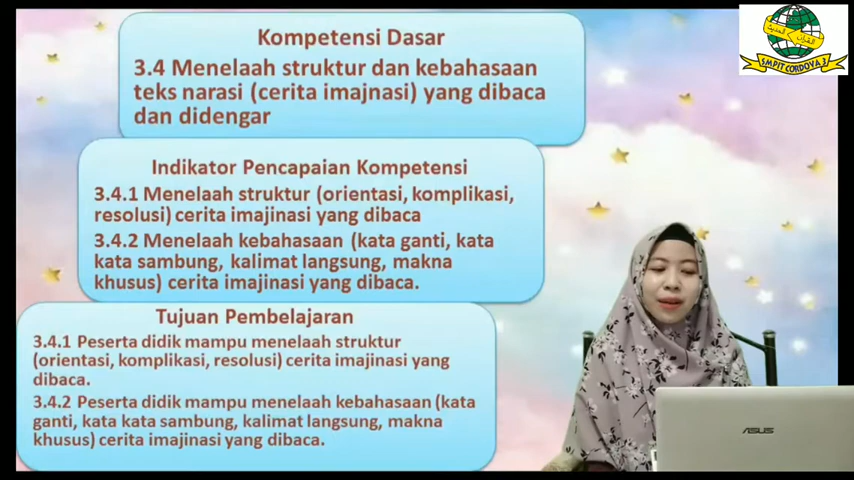 Kompetensi Dasar
3.4 Menelaah struktur dan kebahasaan
teks narasi (cerita imajnasi) yang dibaca
dan didengar
Indikator Pencapaian Kompetensi
3.4.1 Menelaah struktur (orientasi, komplikasi,
resolusi) cerita imajinasi yang dibaca
3.4.2 Menelaah kebahasaan (kata ganti, kata
kata sambung, kalimat langsung, makna
khusus) cerita imajinasi yang dibaca.
Tujuan Pembelajaran
3.4.1 Peserta didik mampu menelaah struktur
(orientasi, komplikasi, resolusi) cerita imajinasi yang
dibaca.
3.4.2 Peserta didik mampu menelaah kebahasaan (kata
ganti, kata kata sambung, kalimat langsung, makna
khusus) cerita imajinasi yang dibaca.
SMPIT CORDOVA 3
ASUS